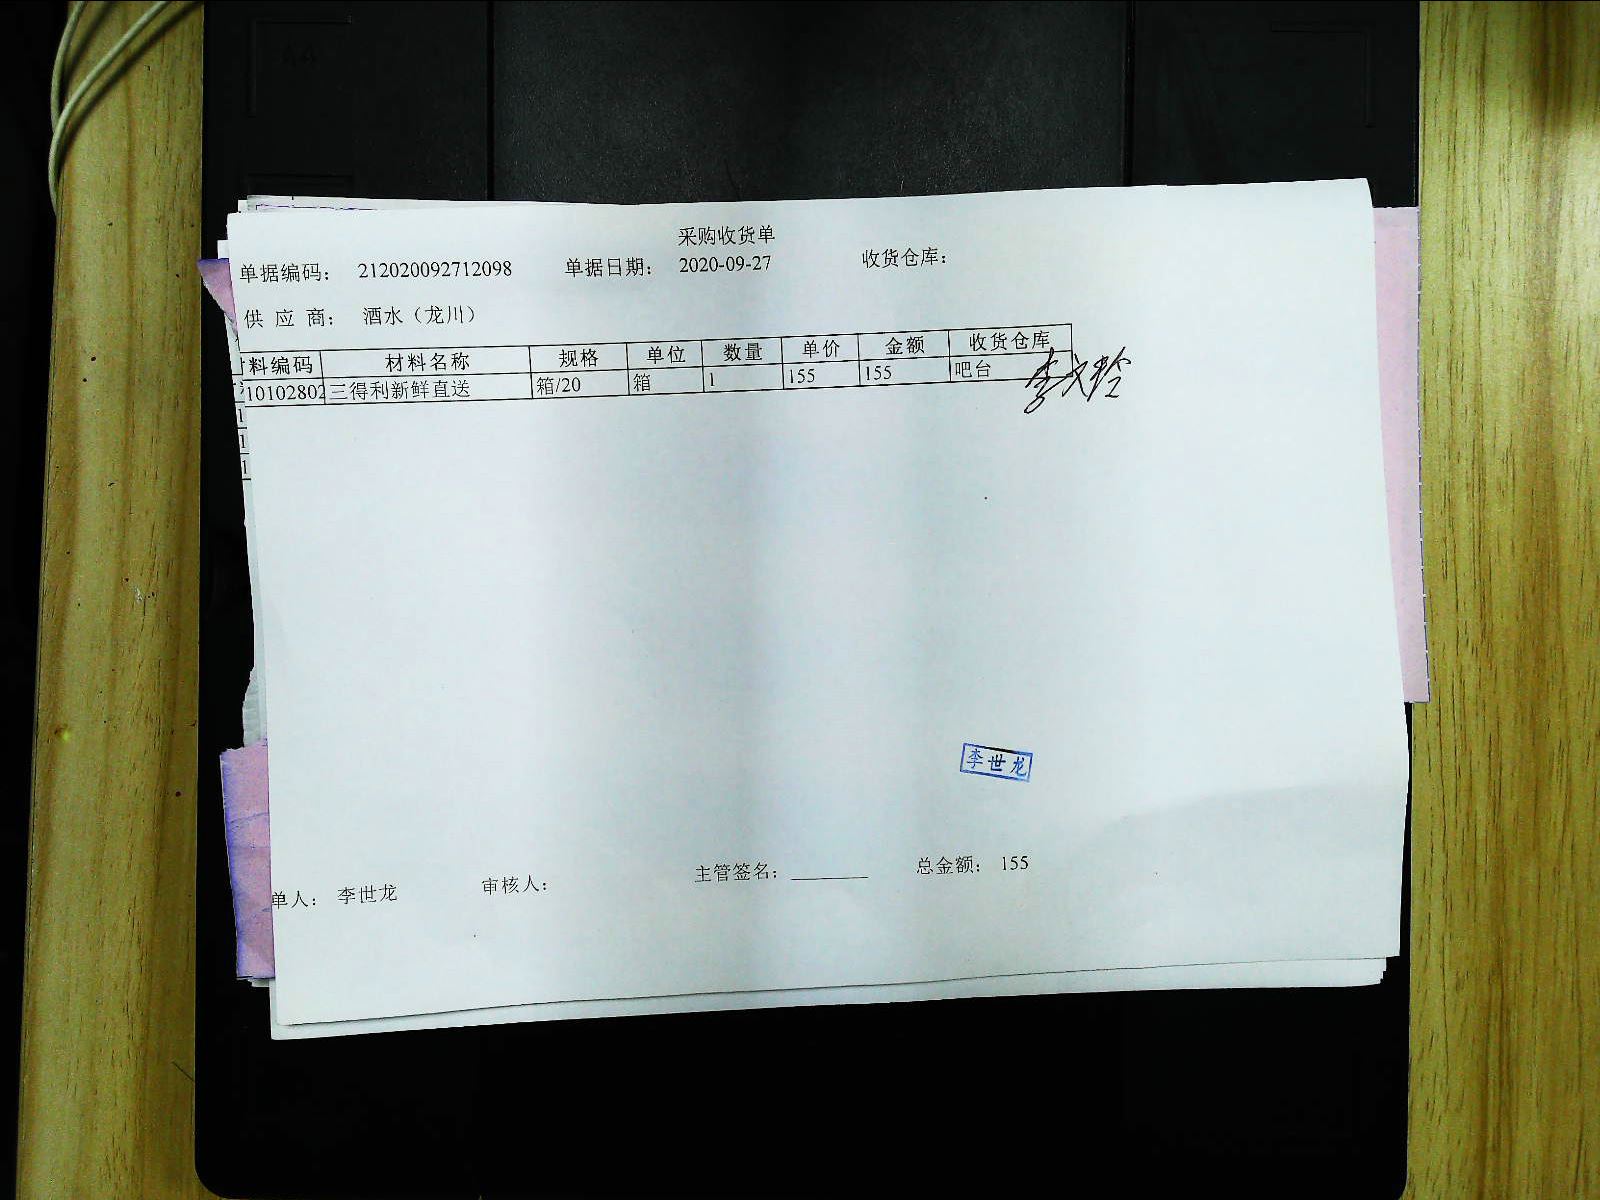 采购收货单
单据编码： 212020092712098 单据日期： 2020-09-27 收货仓库：
供 应 商： 酒水（龙川）
料编码 材料名称 规格 单位 数量 单价 金额 收货仓库
10102802 三得利新鲜直送 箱/20 箱 1 155 155 吧台
李世龙
单人： 李世龙 审核人： 主管签名：________ 总金额： 155